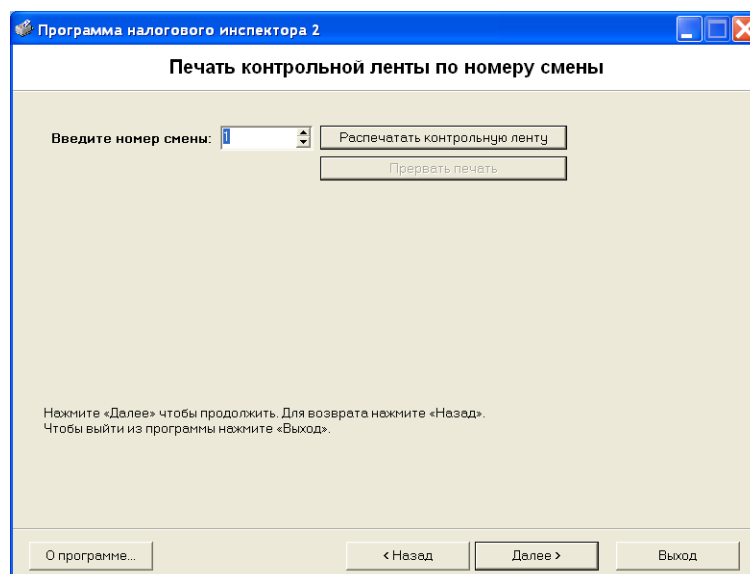 Программа налогового инспектора 2
Печать контрольной ленты по номеру смены
Введите номер смены: 1 Распечатать контрольную ленту
Прервать печать
Нажмите «Далее» чтобы продолжить. Для возврата нажмите «Назад».
Чтобы выйти из программы нажмите «Выход».
О программе... < Назад Далее > Выход